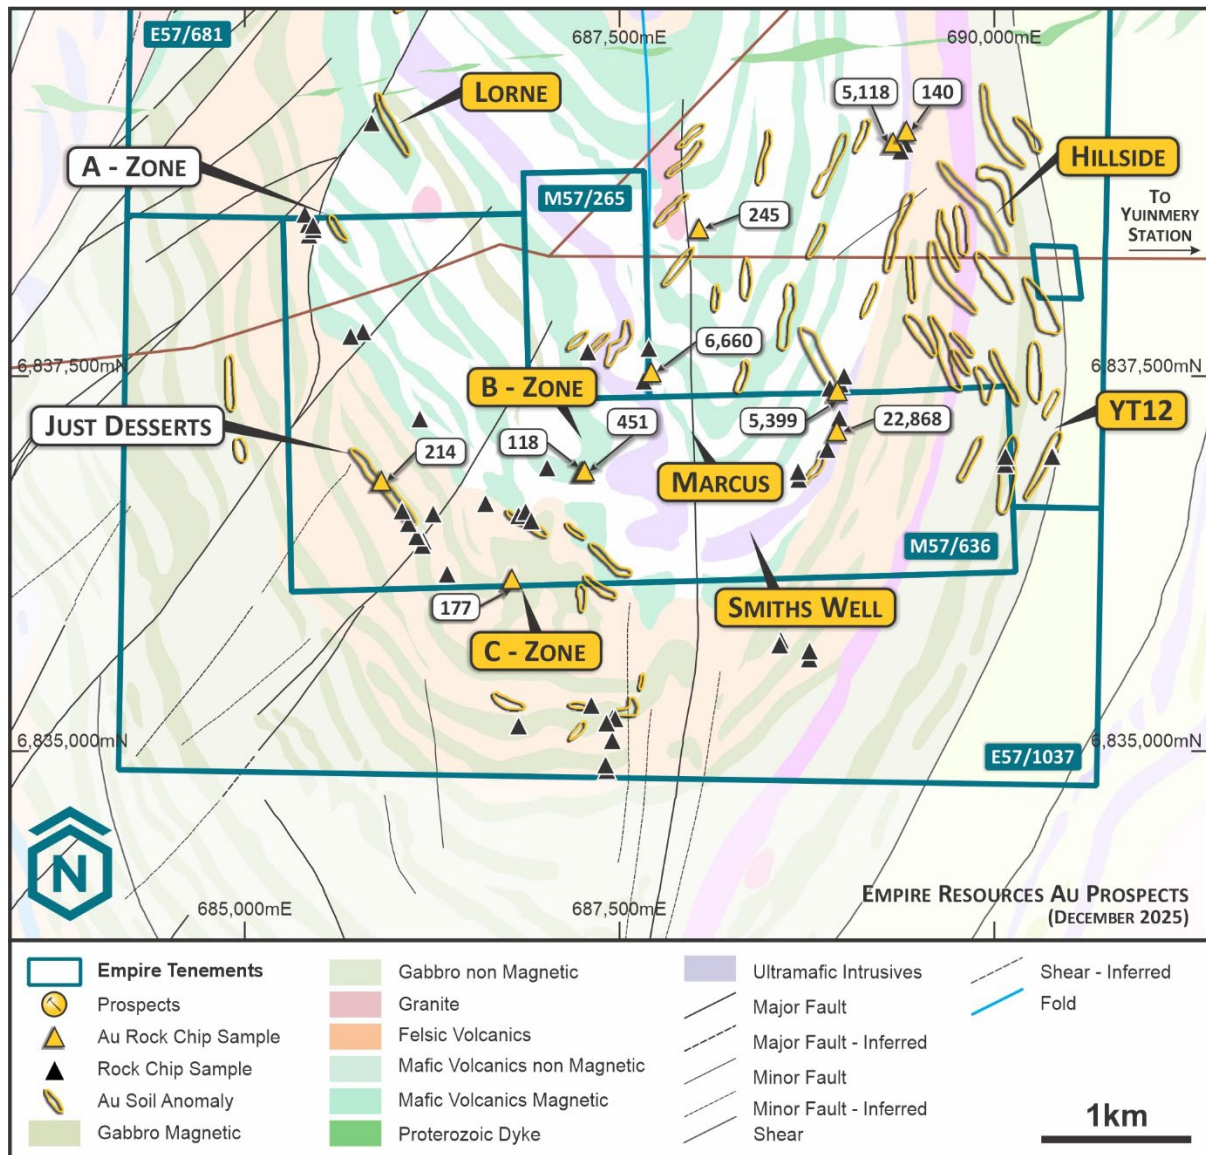 E57/681
687,500mE
690,000mE
LORNE
5,118
140
A - ZONE
HILLSIDE
M57/265
TO
YUINMERY
STATION
245
6,660
6,837,500mN
6,837,500mN
B - ZONE
JUST DESSERTS
5,399
22,868
YT12
451
118
214
MARCUS
M57/636
177
SMITHS WELL
C - ZONE
6,835,000mN
6,835,000mN
E57/1037
N
EMPIRE RESOURCES AU PROSPECTS
(DECEMBER 2025)
685,000mE
687,500mE
690,000mE
Empire Tenements
Prospects
Au Rock Chip Sample
Rock Chip Sample
Au Soil Anomaly
Gabbro Magnetic
Gabbro non Magnetic
Granite
Felsic Volcanics
Mafic Volcanics non Magnetic
Mafic Volcanics Magnetic
Proterozoic Dyke
Ultramafic Intrusives
Major Fault
Major Fault - Inferred
Minor Fault
Minor Fault - Inferred
Shear
Shear - Inferred
Fold
1km